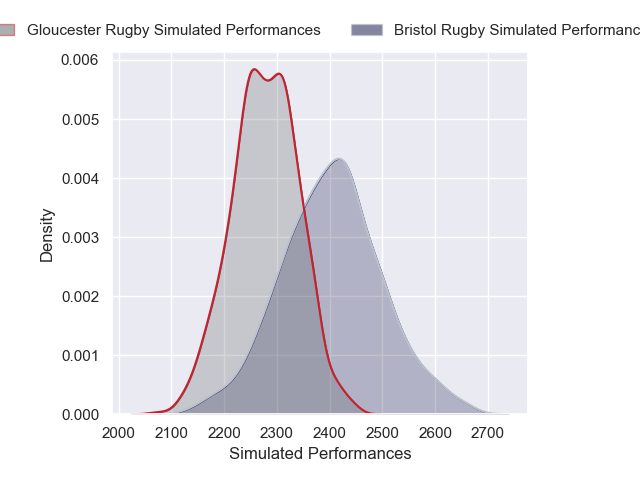 Gloucester Rugby Simulated Performances
Bristol Rugby Simulated Performanc
0.006
0.005
0.004
0.003
0.002
0.001
0.000
Density
2000 2100 2200 2300 2400 2500 2600 2700
Simulated Performances